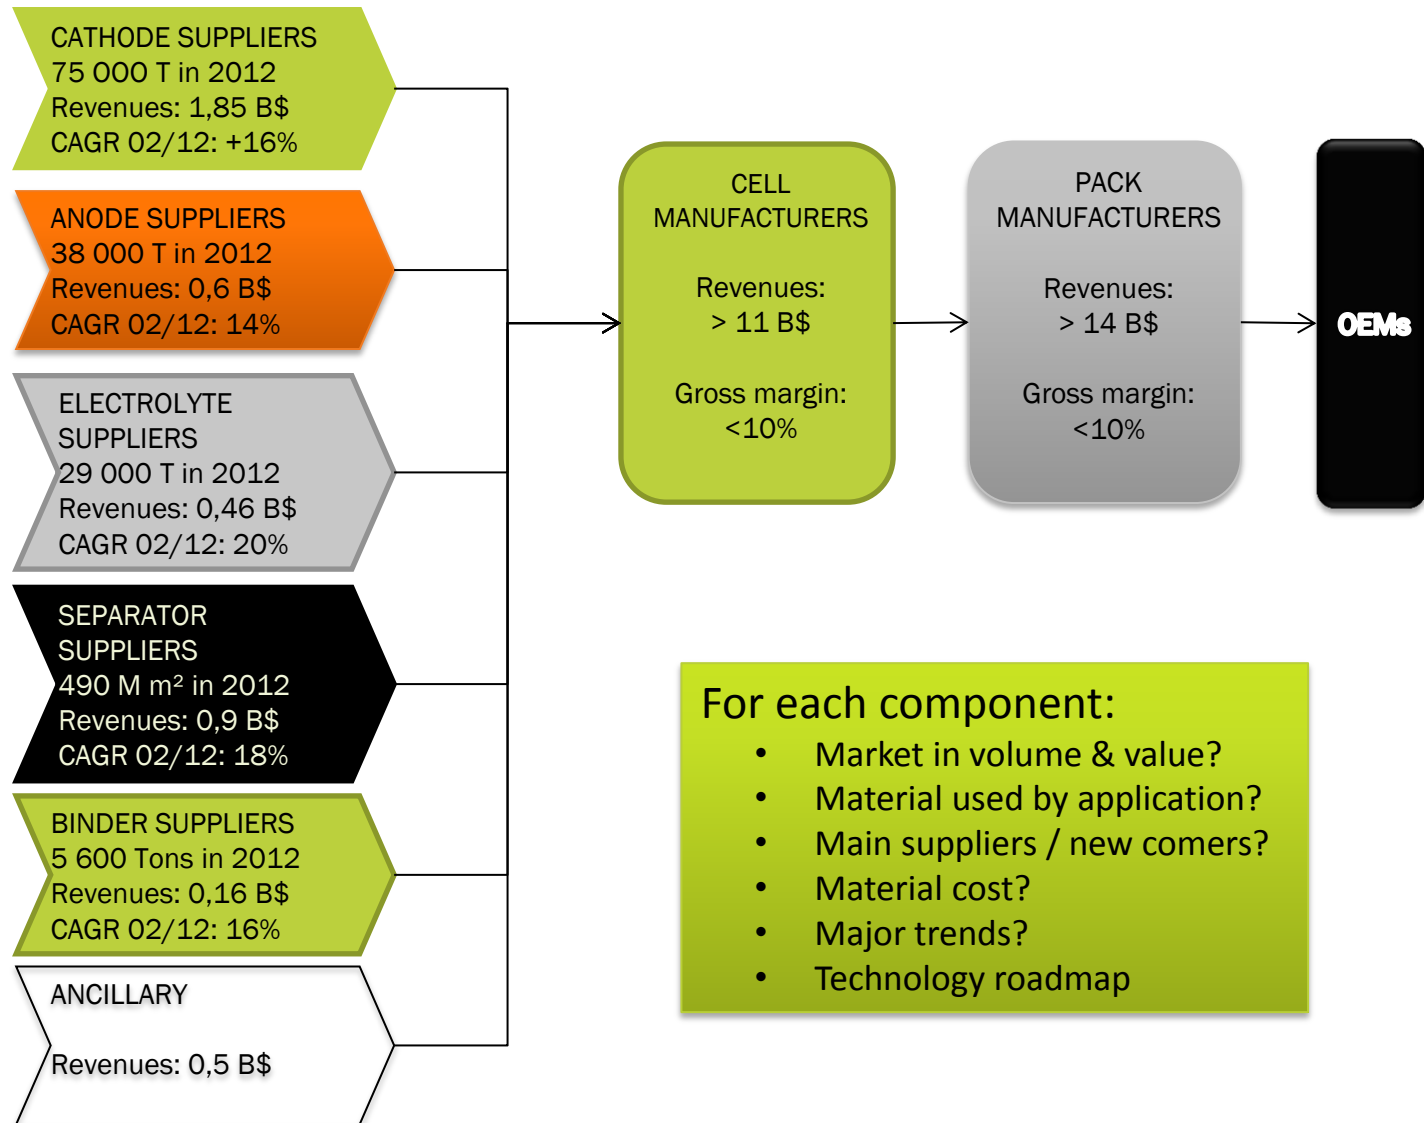 CATHODE SUPPLIERS
75 000 T in 2012
Revenues: 1,85 B$
CAGR 02/12: +16%
ANODE SUPPLIERS
38 000 T in 2012
Revenues: 0,6 B$
CAGR 02/12: 14%
ELECTROLYTE
SUPPLIERS
29 000 T in 2012
Revenues: 0,46 B$
CAGR 02/12: 20%
SEPARATOR
SUPPLIERS
490 M m² in 2012
Revenues: 0,9 B$
CAGR 02/12: 18%
BINDER SUPPLIERS
5 600 Tons in 2012
Revenues: 0,16 B$
CAGR 02/12: 16%
ANCILLARY
Revenues: 0,5 B$
CELL
MANUFACTURERS
Revenues:
> 11 B$
Gross margin:
<10%
PACK
MANUFACTURERS
Revenues:
> 14 B$
Gross margin:
<10%
OEMs
For each component:
• Market in volume & value?
• Material used by application?
• Main suppliers / new comers?
• Material cost?
• Major trends?
• Technology roadmap